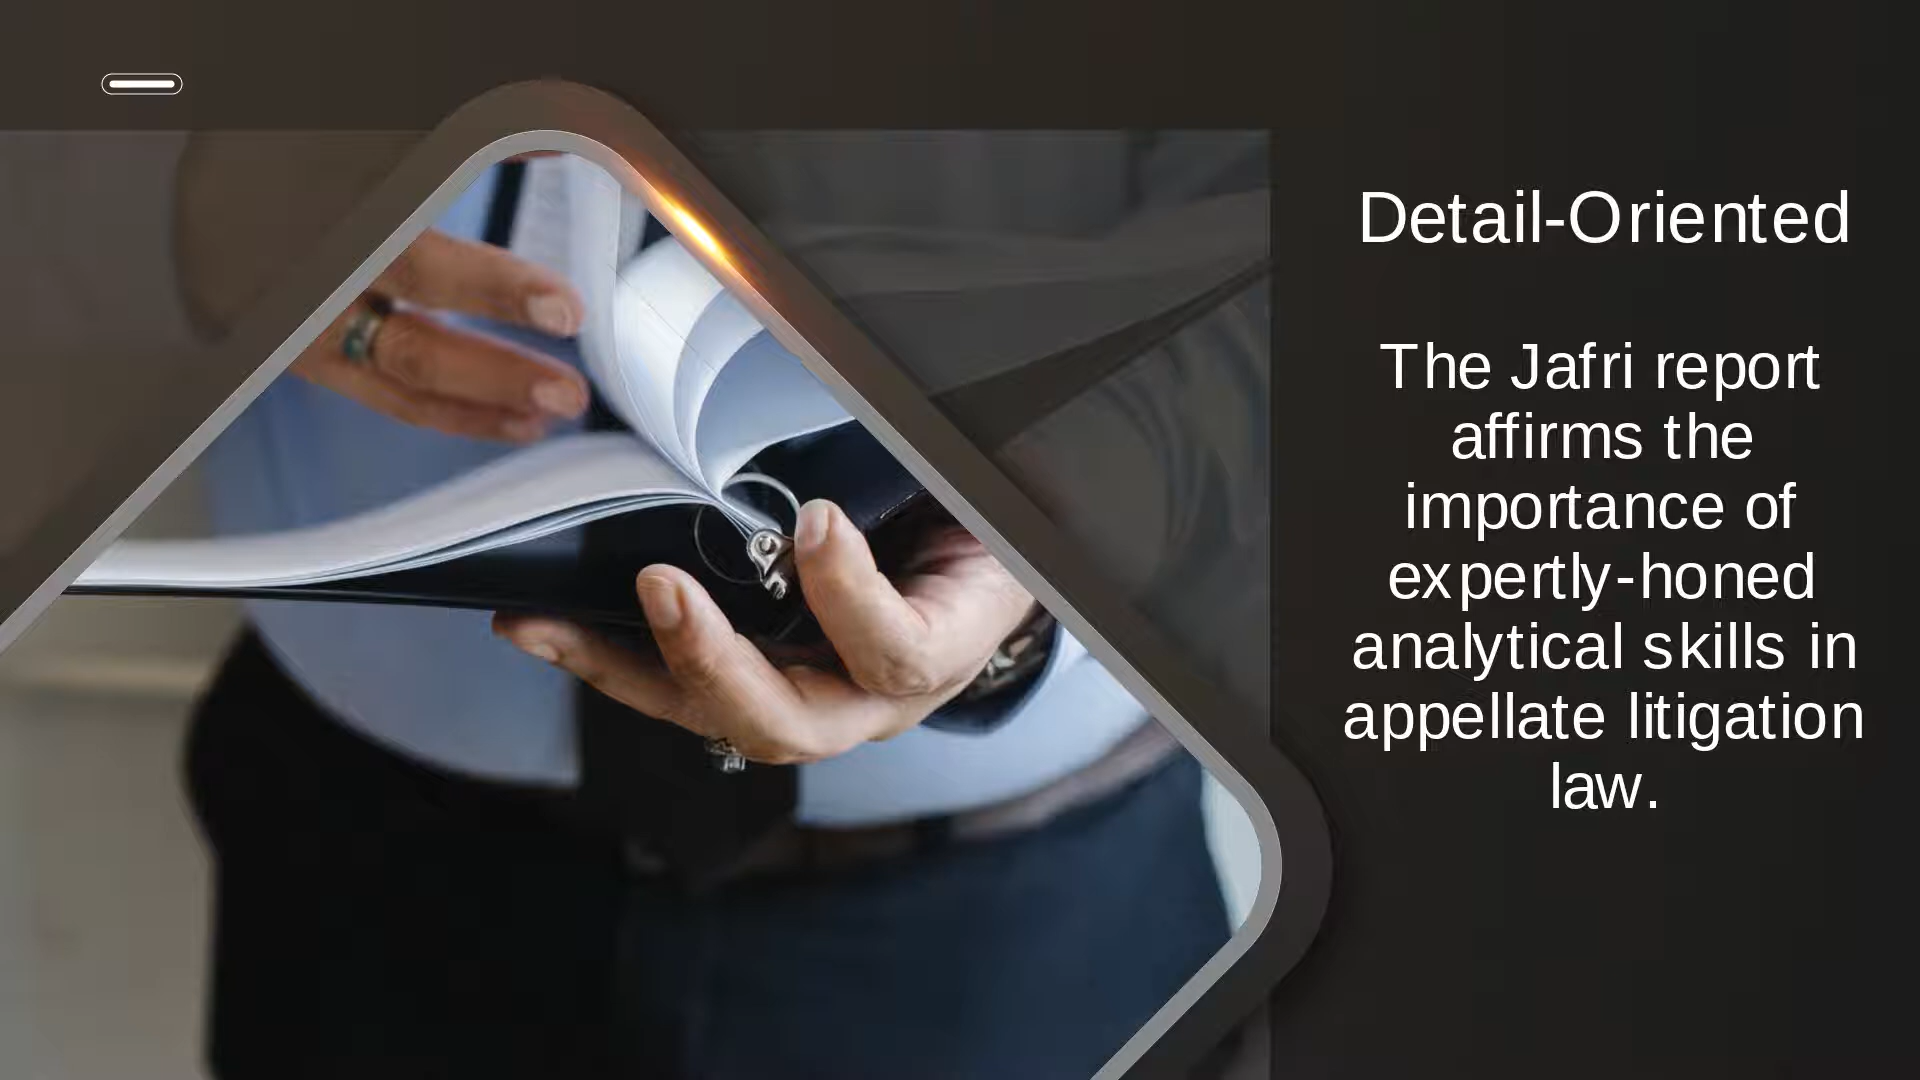 Detail-Oriented
The Jafri report
affirms the
importance of
expertly-honed
analytical skills in
appellate litigation
law.